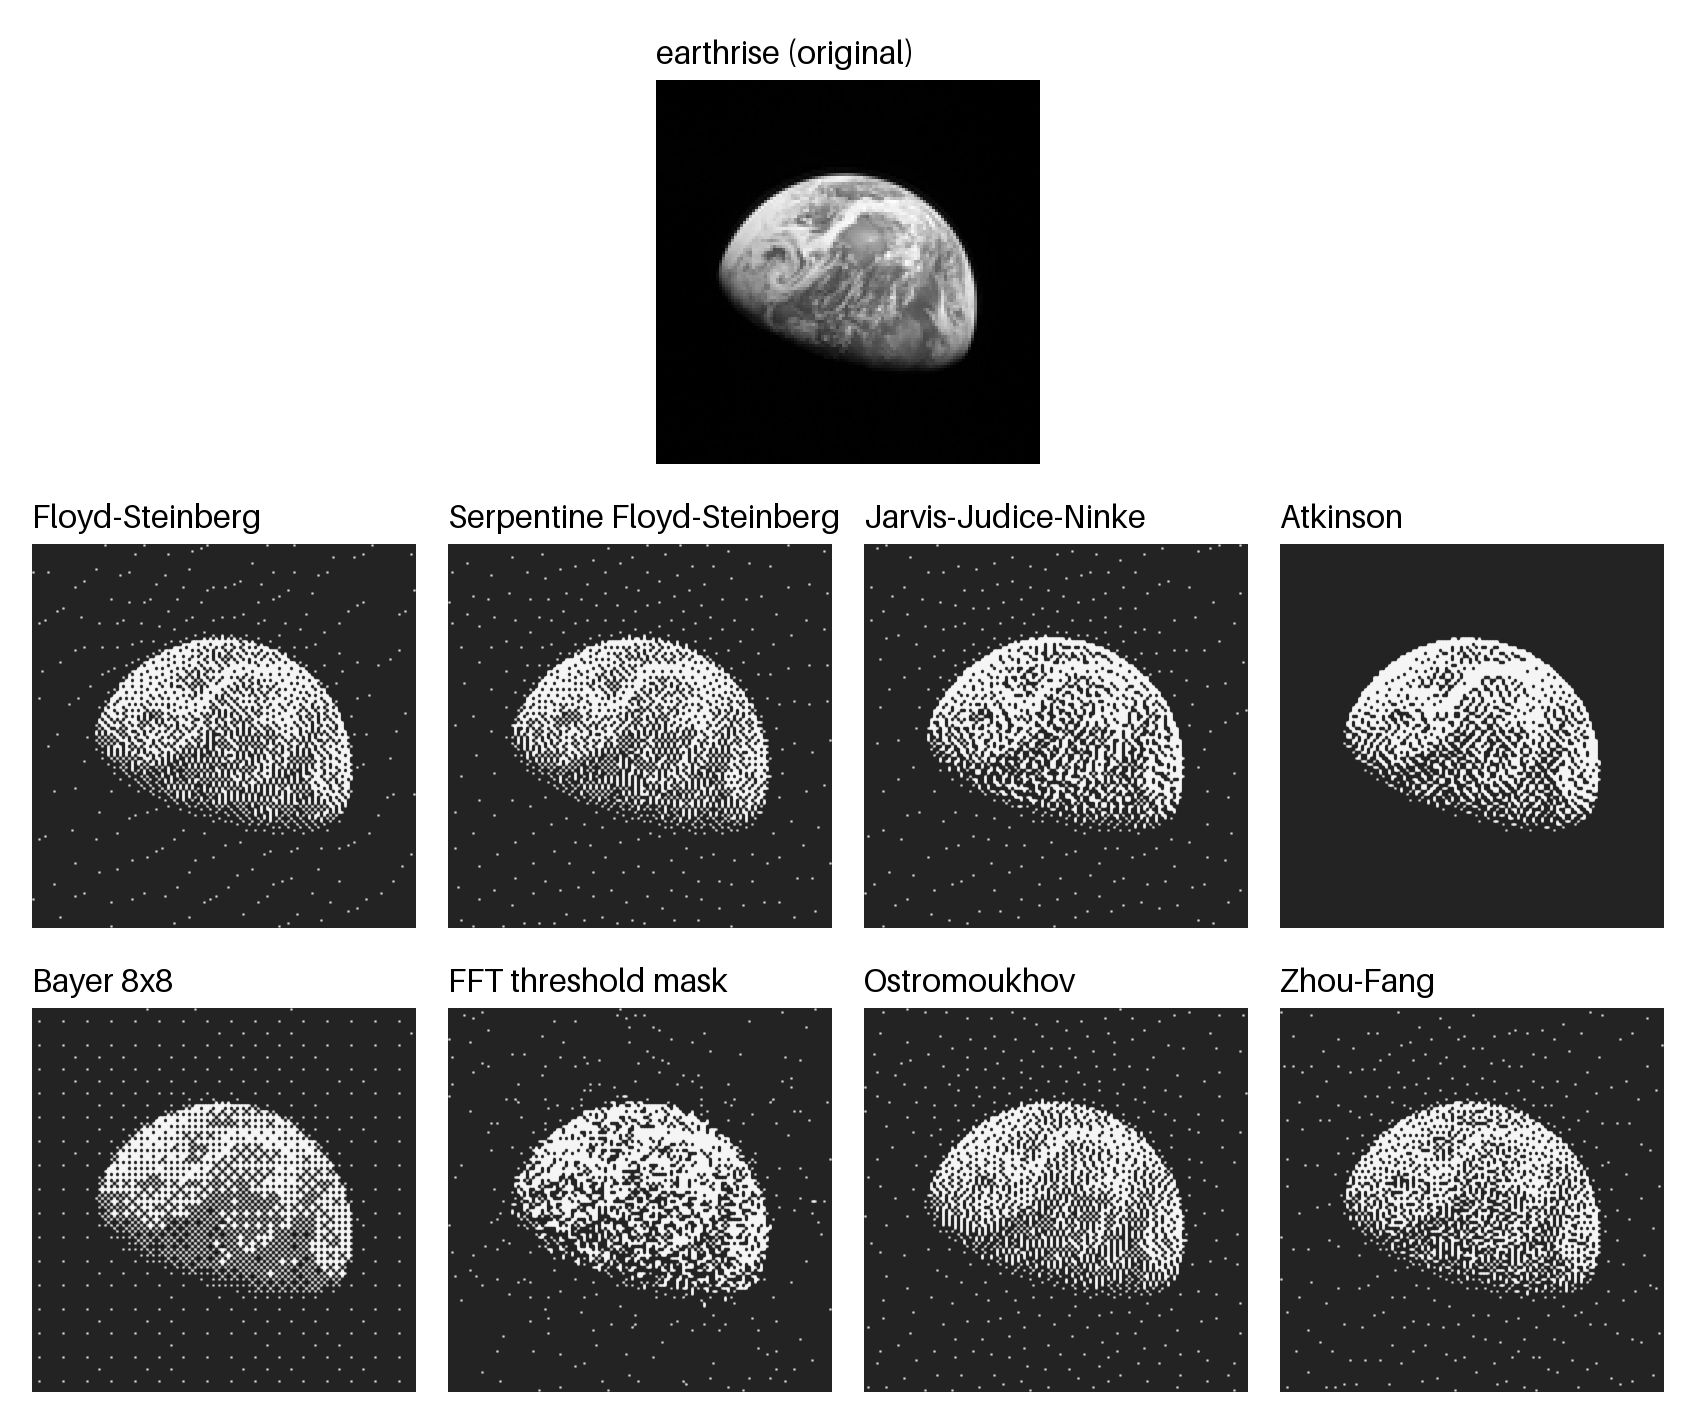 earthrise (original)
Floyd-Steinberg
Serpentine Floyd-Steinberg
Jarvis-Judice-Ninke
Atkinson
Bayer 8x8
FFT threshold mask
Ostromoukhov
Zhou-Fang